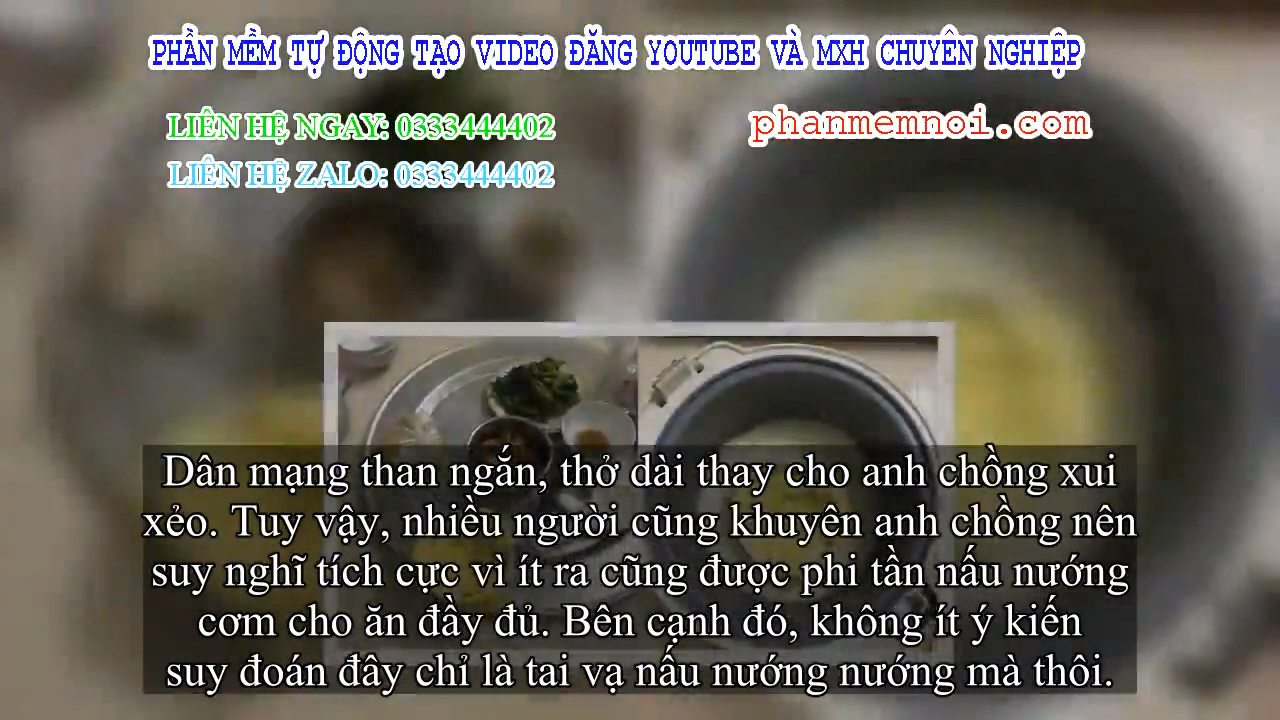 PHẦN MỀM TỰ ĐỘNG TẠO VIDEO ĐĂNG YOUTUBE VÀ MXH CHUYÊN NGHIỆP
LIÊN HỆ NGAY: 0333444402
phanmemnoi.com
LIÊN HỆ ZALO: 0333444402
Dân mạng than ngắn, thở dài thay cho anh chồng xui
xẻo. Tuy vậy, nhiều người cũng khuyên anh chồng nên
suy nghĩ tích cực vì ít ra cũng được phi tần nấu nướng
cơm cho ăn đầy đủ. Bên cạnh đó, không ít ý kiến
suy đoán đây chỉ là tai vạ nấu nướng nướng mà thôi.